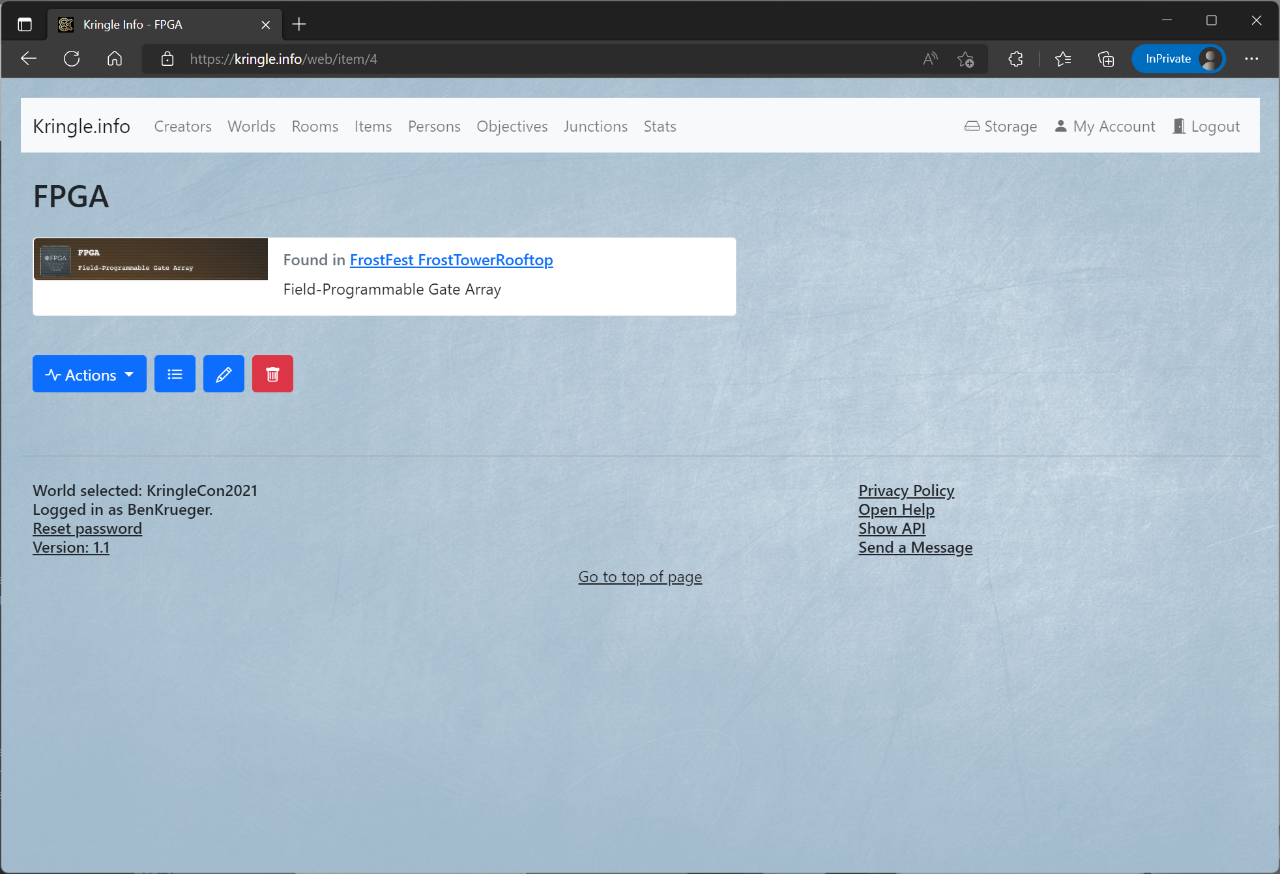 Kringle Info - FPGA
https://kringle.info/web/item/4
InPrivate
Kringle.info Creators Worlds Rooms Items Persons Objectives Junctions Stats Storage My Account Logout
FPGA
FPGA
FPGA
Field-Programmable Gate Array
Found in FrostFest FrostTowerRooftop
Field-Programmable Gate Array
Actions
World selected: KringleCon2021
Logged in as BenKrueger.
Reset password
Version: 1.1
Privacy Policy
Open Help
Show API
Send a Message
Go to top of page